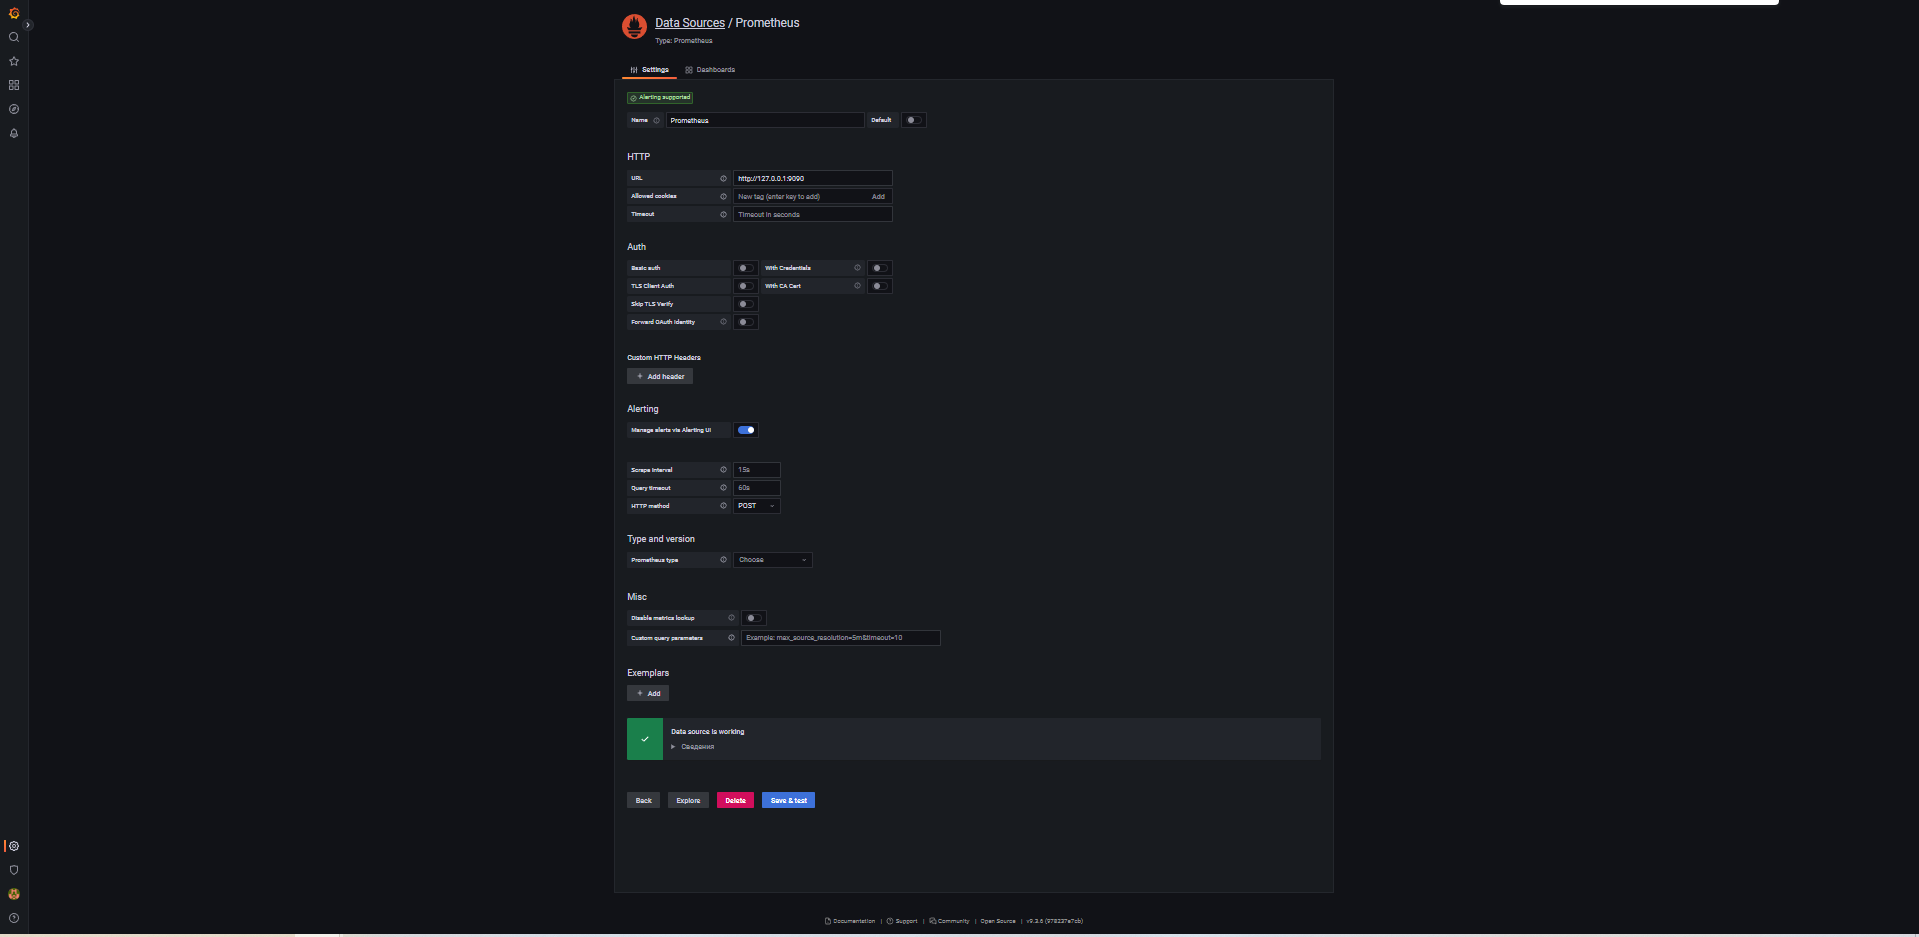 Data Sources / Prometheus
Type: Prometheus
Settings Dashboards
Alerting supported
Name Prometheus Default
HTTP
URL http://127.0.0.1:9090
Allowed cookies New tag (enter key to add) Add
Timeout Timeout in seconds
Auth
Basic auth With Credentials
TLS Client Auth With CA Cert
Skip TLS Verify
Forward OAuth Identity
Custom HTTP Headers
+ Add header
Alerting
Manage alerts via Alerting UI
Scrape interval 15s
Query timeout 60s
HTTP method POST
Type and version
Prometheus type Choose
Misc
Disable metrics lookup
Custom query parameters Example: max_source_resolution=5m&timeout=10
Exemplars
+ Add
Data source is working
Сведения
Back Explore Delete Save & test
Documentation | Support | Community | Open Source | v9.3.6 (978237e7cb)